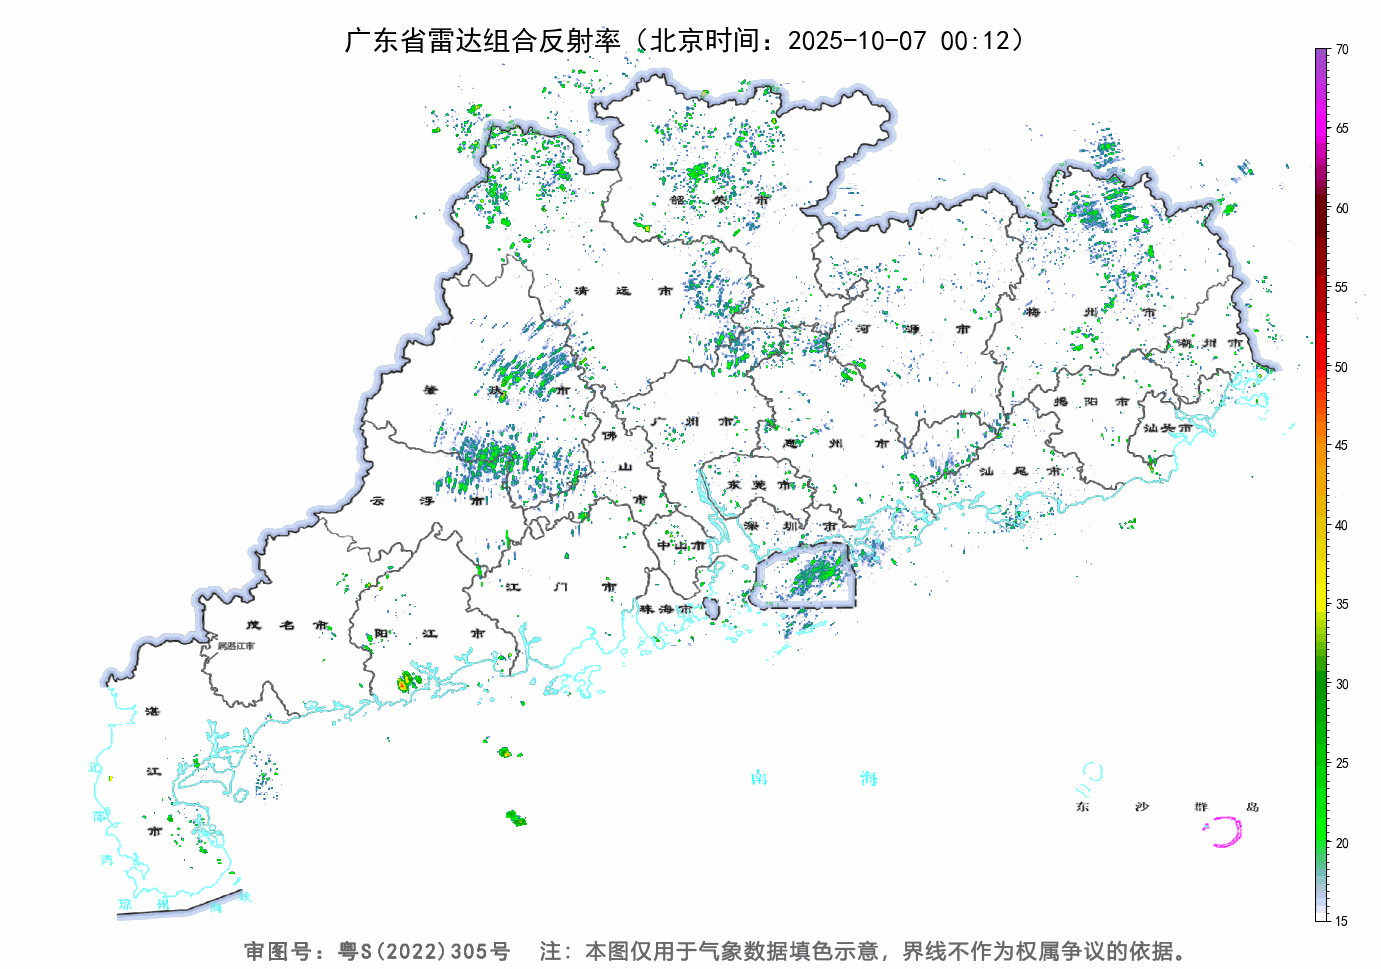 广东省雷达组合反射率（北京时间：2025-10-07 00:12）
70
65
60
55
50
45
40
35
30
25
20
15
韶关市
清远市
河源市
梅州市
潮州市
肇庆市
广州市
惠州市
揭阳市
汕头市
佛山市
东莞市
汕尾市
云浮市
深圳市
中山市
江门市
珠海市
茂名市
阳江市
属湛江市
湛江市
北部湾
琼州海峡
南海
东沙群岛
审图号：粤S(2022)305号 注：本图仅用于气象数据填色示意，界线不作为权属争议的依据。